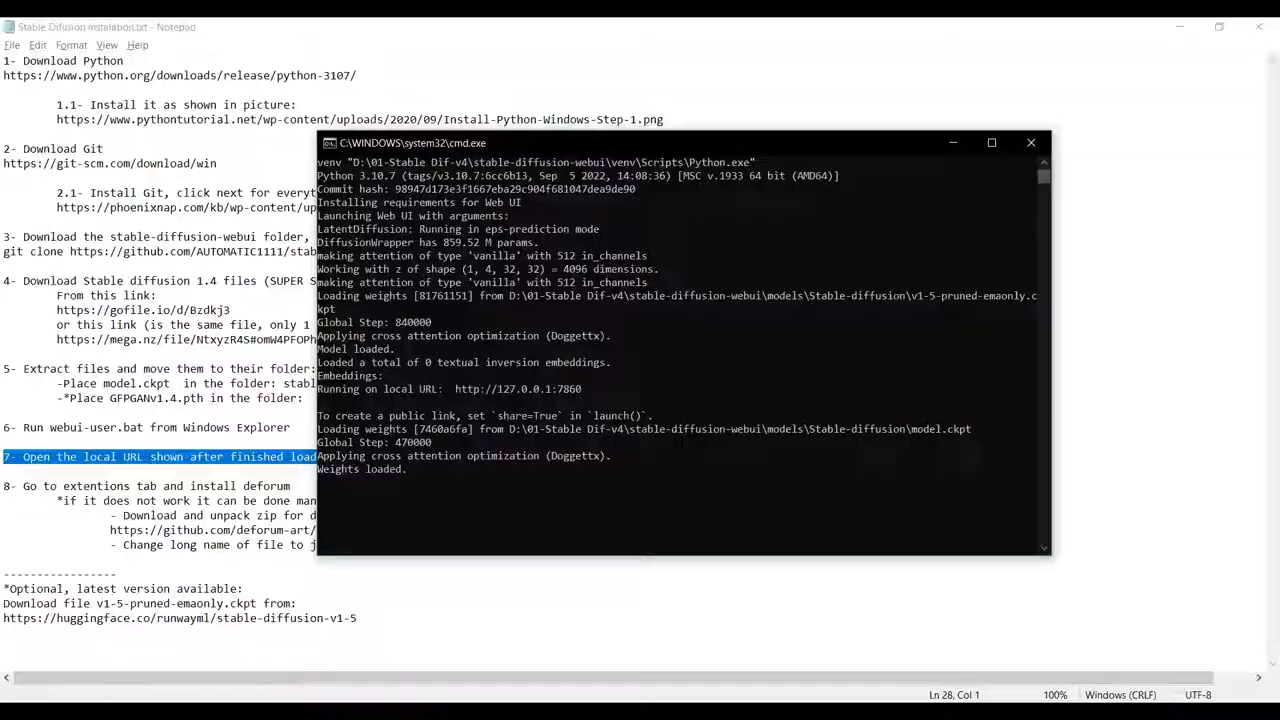 Stable Difusion instalation.txt - Notepad
File Edit Format View Help
1- Download Python
https://www.python.org/downloads/release/python-3107/
1.1- Install it as shown in picture:
https://www.pythontutorial.net/wp-content/uploads/2020/09/Install-Python-Windows-Step-1.png
2- Download Git
https://git-scm.com/download/win
2.1- Install Git, click next for everyt
https://phoenixnap.com/kb/wp-content/up
3- Download the stable-diffusion-webui folder,
git clone https://github.com/AUTOMATIC1111/stab
4- Download Stable diffusion 1.4 files (SUPER S
From this link:
https://gofile.io/d/Bzdkj3
or this link (is the same file, only 1
https://mega.nz/file/NtxyzR4S#omW4PFOPh
5- Extract files and move them to their folder:
-Place model.ckpt in the folder: stabl
-*Place GFPGANv1.4.pth in the folder:
6- Run webui-user.bat from Windows Explorer
7- Open the local URL shown after finished load
8- Go to extentions tab and install deforum
*if it does not work it can be done man
- Download and unpack zip for d
https://github.com/deforum-art/
- Change long name of file to j
----------------
*Optional, latest version available:
Download file v1-5-pruned-emaonly.ckpt from:
https://huggingface.co/runwayml/stable-diffusion-v1-5
C:\WINDOWS\system32\cmd.exe
venv "D:\01-Stable Dif-v4\stable-diffusion-webui\venv\Scripts\Python.exe"
Python 3.10.7 (tags/v3.10.7:6cc6b13, Sep 5 2022, 14:08:36) [MSC v.1933 64 bit (AMD64)]
Commit hash: 98947d173e3f1667eba29c904f681047dea9de90
Installing requirements for Web UI
Launching Web UI with arguments:
LatentDiffusion: Running in eps-prediction mode
DiffusionWrapper has 859.52 M params.
making attention of type 'vanilla' with 512 in_channels
Working with z of shape (1, 4, 32, 32) = 4096 dimensions.
making attention of type 'vanilla' with 512 in_channels
Loading weights [81761151] from D:\01-Stable Dif-v4\stable-diffusion-webui\models\Stable-diffusion\v1-5-pruned-emaonly.c
kpt
Global Step: 840000
Applying cross attention optimization (Doggettx).
Model loaded.
Loaded a total of 0 textual inversion embeddings.
Embeddings:
Running on local URL: http://127.0.0.1:7860
To create a public link, set `share=True` in `launch()`.
Loading weights [7460a6fa] from D:\01-Stable Dif-v4\stable-diffusion-webui\models\Stable-diffusion\model.ckpt
Global Step: 470000
Applying cross attention optimization (Doggettx).
Weights loaded.
Ln 28, Col 1 100% Windows (CRLF) UTF-8